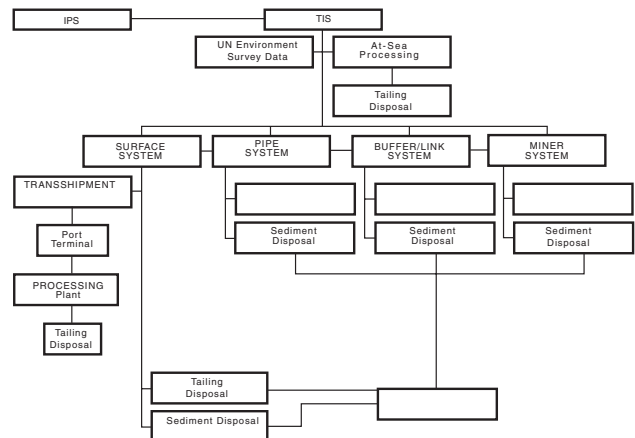 IPS
TIS
UN Environment
Survey Data
At-Sea
Processing
Tailing
Disposal
SURFACE
SYSTEM
PIPE
SYSTEM
BUFFER/LINK
SYSTEM
MINER
SYSTEM
TRANSSHIPMENT
Port
Terminal
PROCESSING
Plant
Tailing
Disposal
Sediment
Disposal
Sediment
Disposal
Sediment
Disposal
Tailing
Disposal
Sediment Disposal